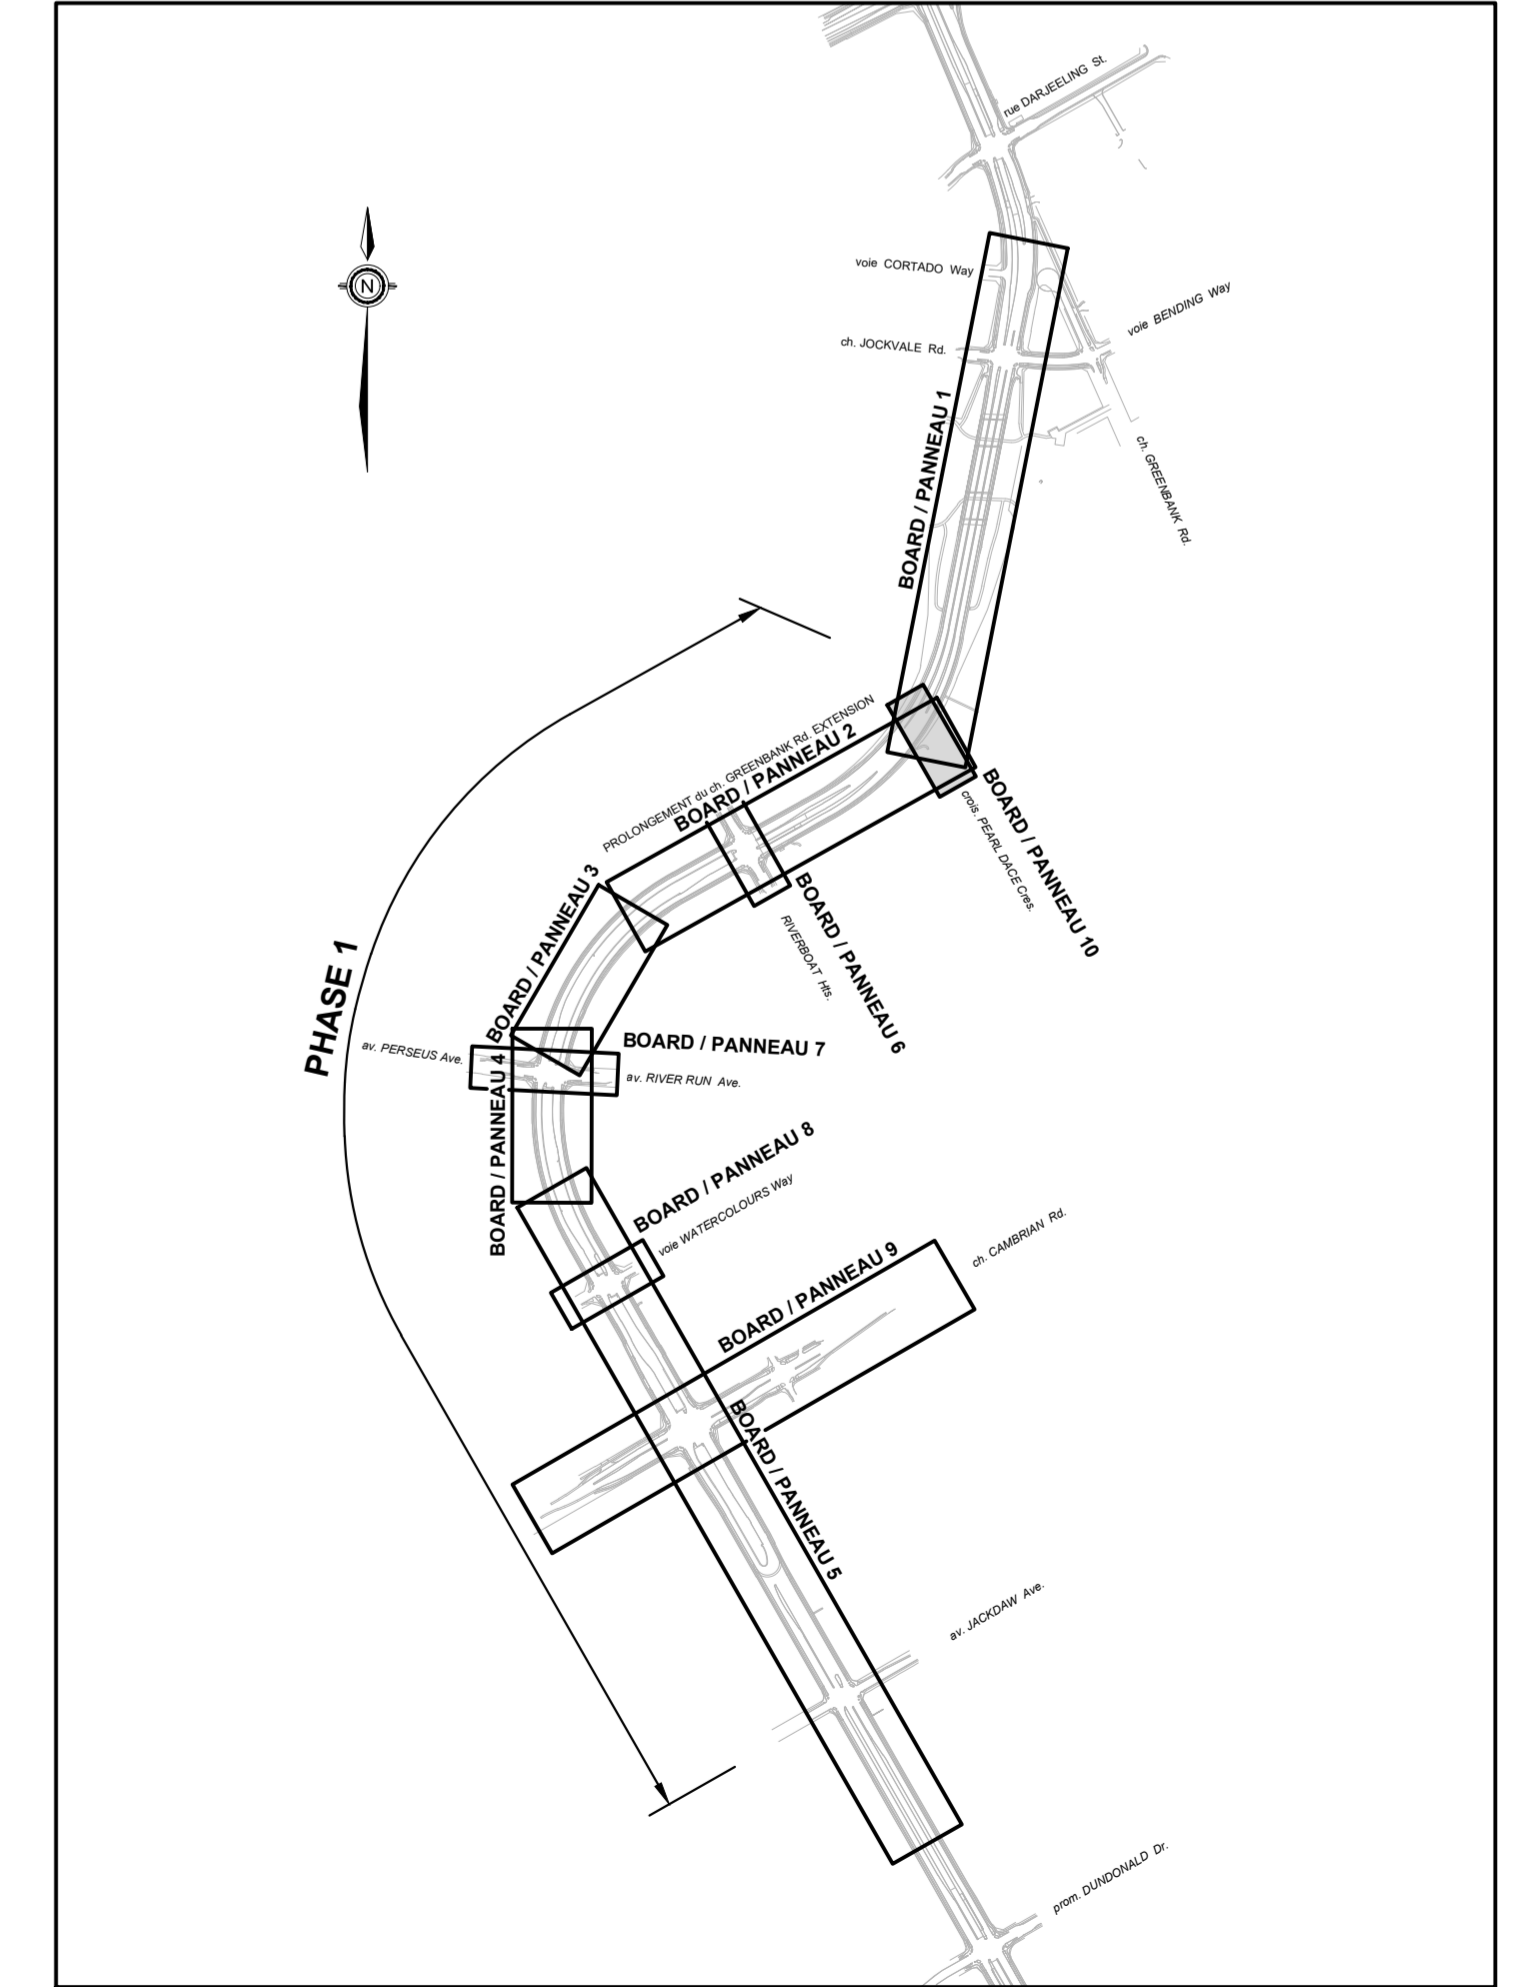 rue DARJEELING St.
N
voie CORTADO Way
voie BENDING Way
ch. JOCKVALE Rd.
BOARD / PANNEAU 1
ch. GREENBANK Rd.
PROLONGEMENT du ch. GREENBANK Rd. EXTENSION
BOARD / PANNEAU 2
BOARD / PANNEAU 10
crois. PEARL DACE Cres.
BOARD / PANNEAU 3
BOARD / PANNEAU 6
RIVERBOAT Hts.
PHASE 1
av. PERSEUS Ave.
BOARD / PANNEAU 7
av. RIVER RUN Ave.
BOARD / PANNEAU 4
BOARD / PANNEAU 8
voie WATERCOLOURS Way
BOARD / PANNEAU 9
ch. CAMBRIAN Rd.
BOARD / PANNEAU 5
av. JACKDAW Ave.
prom. DUNDONALD Dr.